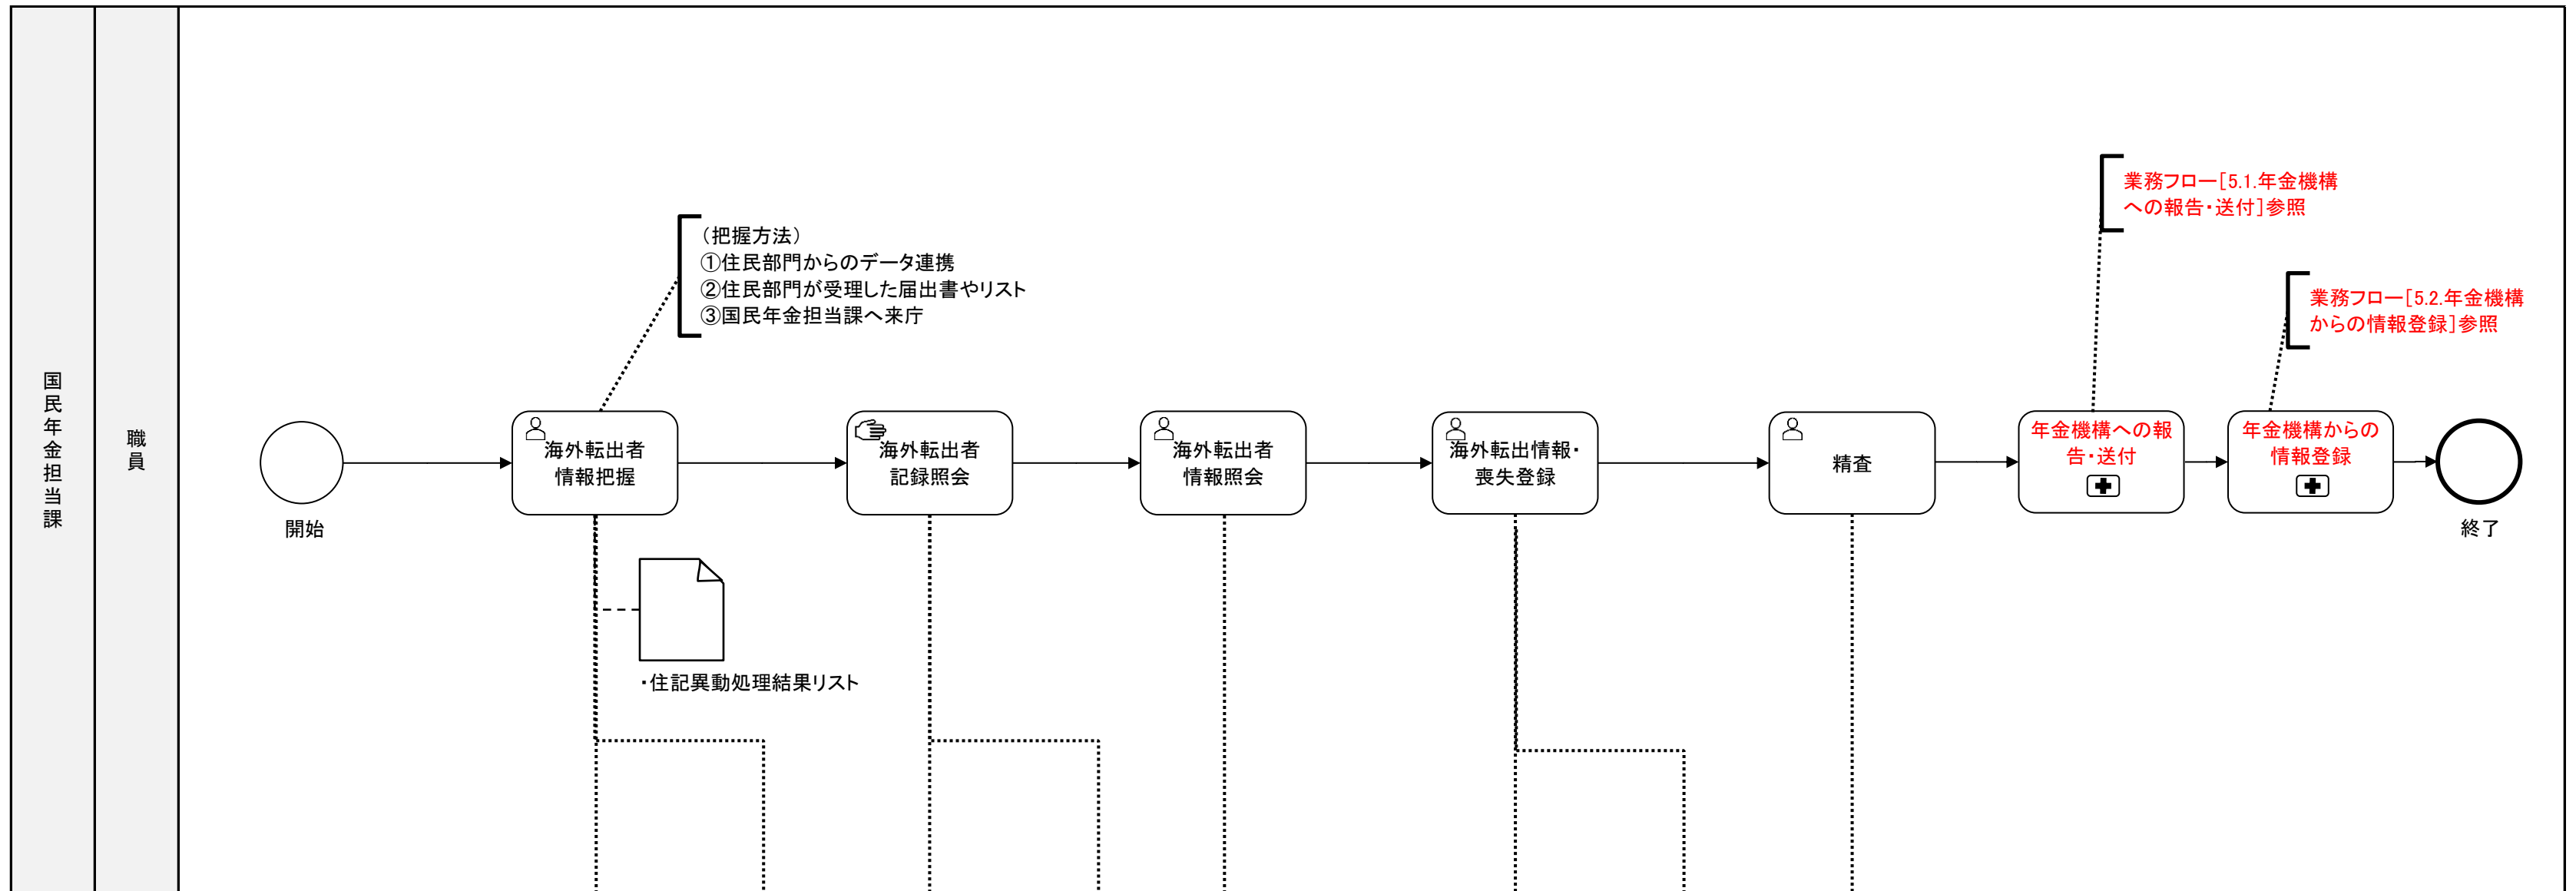 国民年金担当課
職員
開始
(把握方法)
①住民部門からのデータ連携
②住民部門が受理した届出書やリスト
③国民年金担当課へ来庁
海外転出者
情報把握
・住記異動処理結果リスト
海外転出者
記録照会
海外転出者
情報照会
海外転出情報・
喪失登録
精査
業務フロー[5.1.年金機構
への報告・送付]参照
年金機構への報
告・送付
業務フロー[5.2.年金機構
からの情報登録]参照
年金機構からの
情報登録
終了